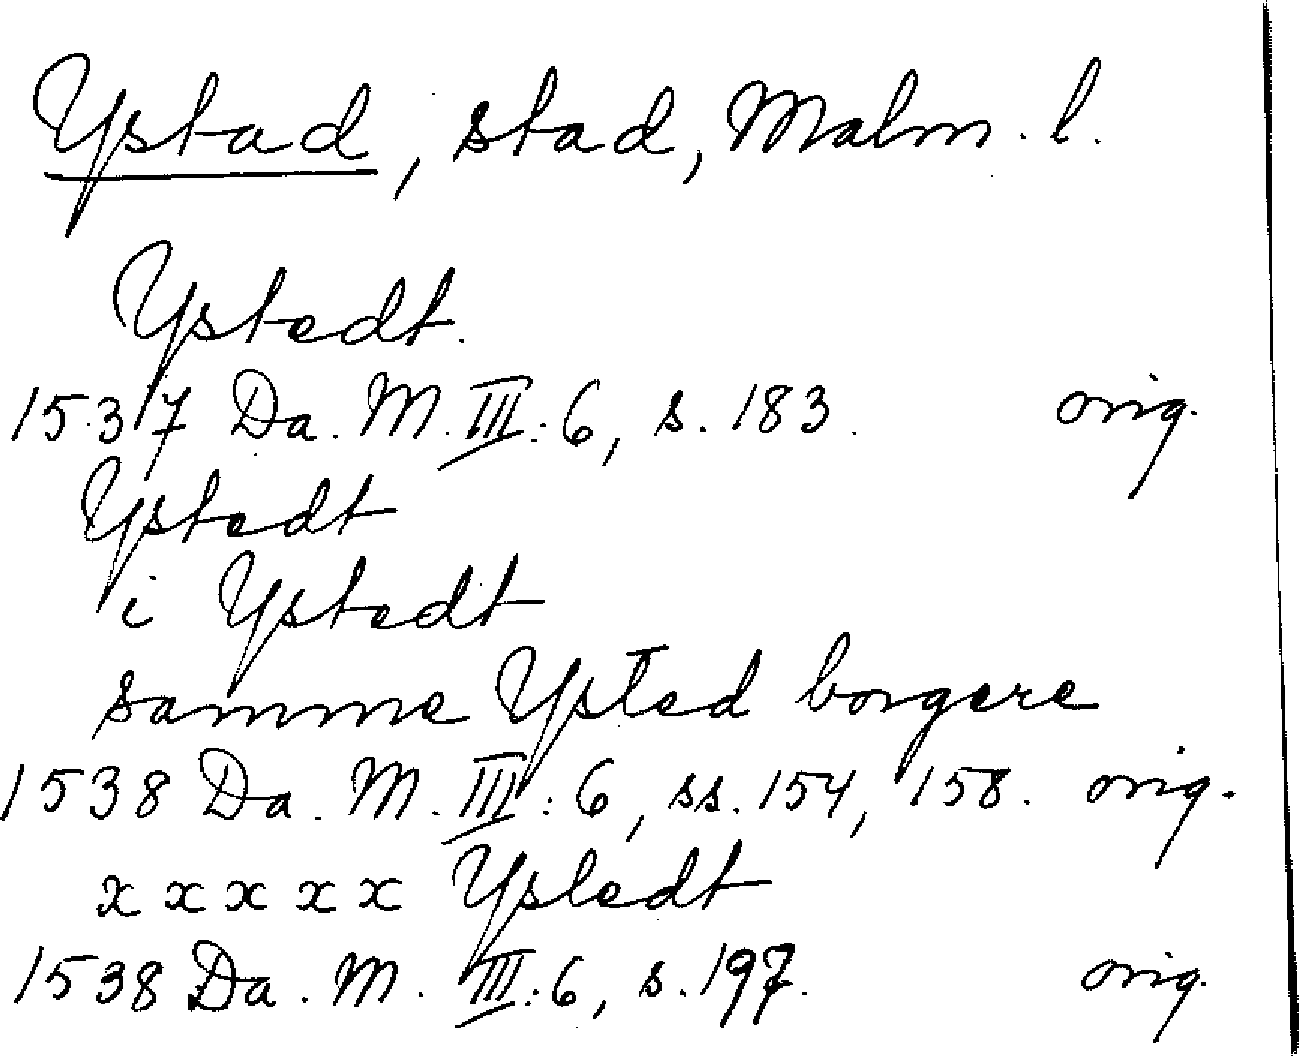 Ystad, stad, Malm. l.
Ystedt.
1537 Da. M. III: 6, s. 183. orig.
Ystedt
i Ystedt
samme Ysted borgere
1538 Da. M. III: 6, ss. 154, 158. orig.
x x x x x Ystedt
1538 Da. M. III: 6, s. 197. orig.